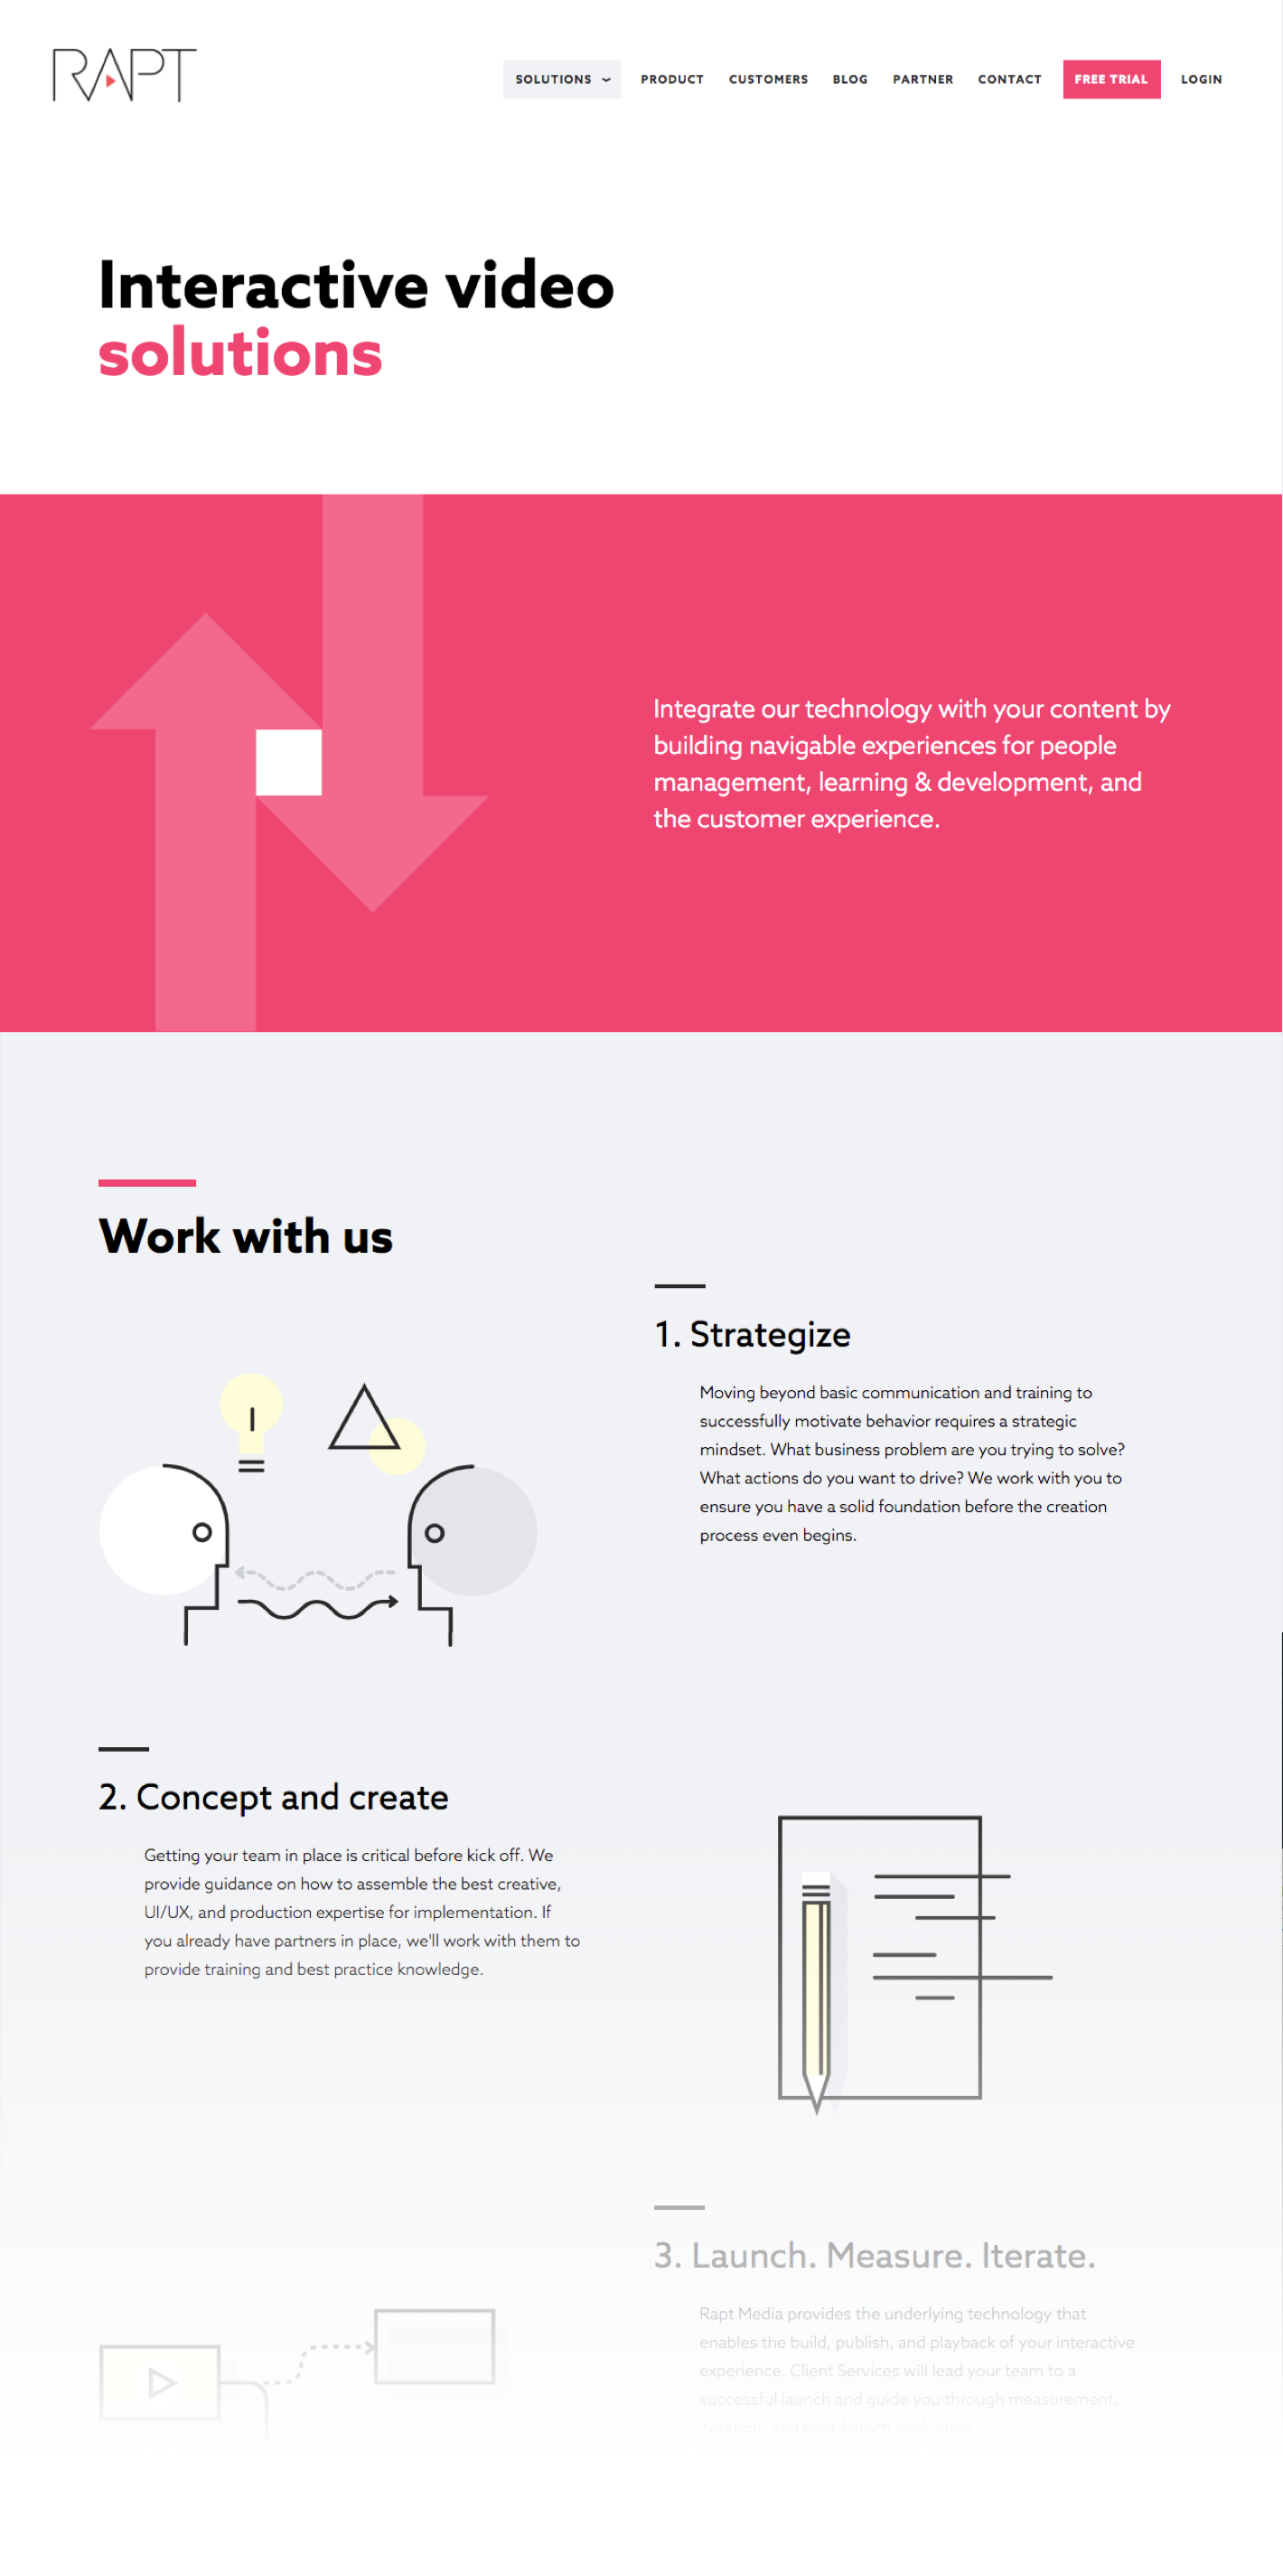 RAPT
SOLUTIONS PRODUCT CUSTOMERS BLOG PARTNER CONTACT FREE TRIAL LOGIN
Interactive video
solutions
Integrate our technology with your content by
building navigable experiences for people
management, learning & development, and
the customer experience.
Work with us
1. Strategize
Moving beyond basic communication and training to
successfully motivate behavior requires a strategic
mindset. What business problem are you trying to solve?
What actions do you want to drive? We work with you to
ensure you have a solid foundation before the creation
process even begins.
2. Concept and create
Getting your team in place is critical before kick off. We
provide guidance on how to assemble the best creative,
UI/UX, and production expertise for implementation. If
you already have partners in place, we'll work with them to
provide training and best practice knowledge.
3. Launch. Measure. Iterate.
Rapt Media provides the underlying technology that
enables the build, publish, and playback of your interactive
experience. Client Services will lead your team to a
successful launch and guide you through measurement,
iteration, and post-launch evaluation.